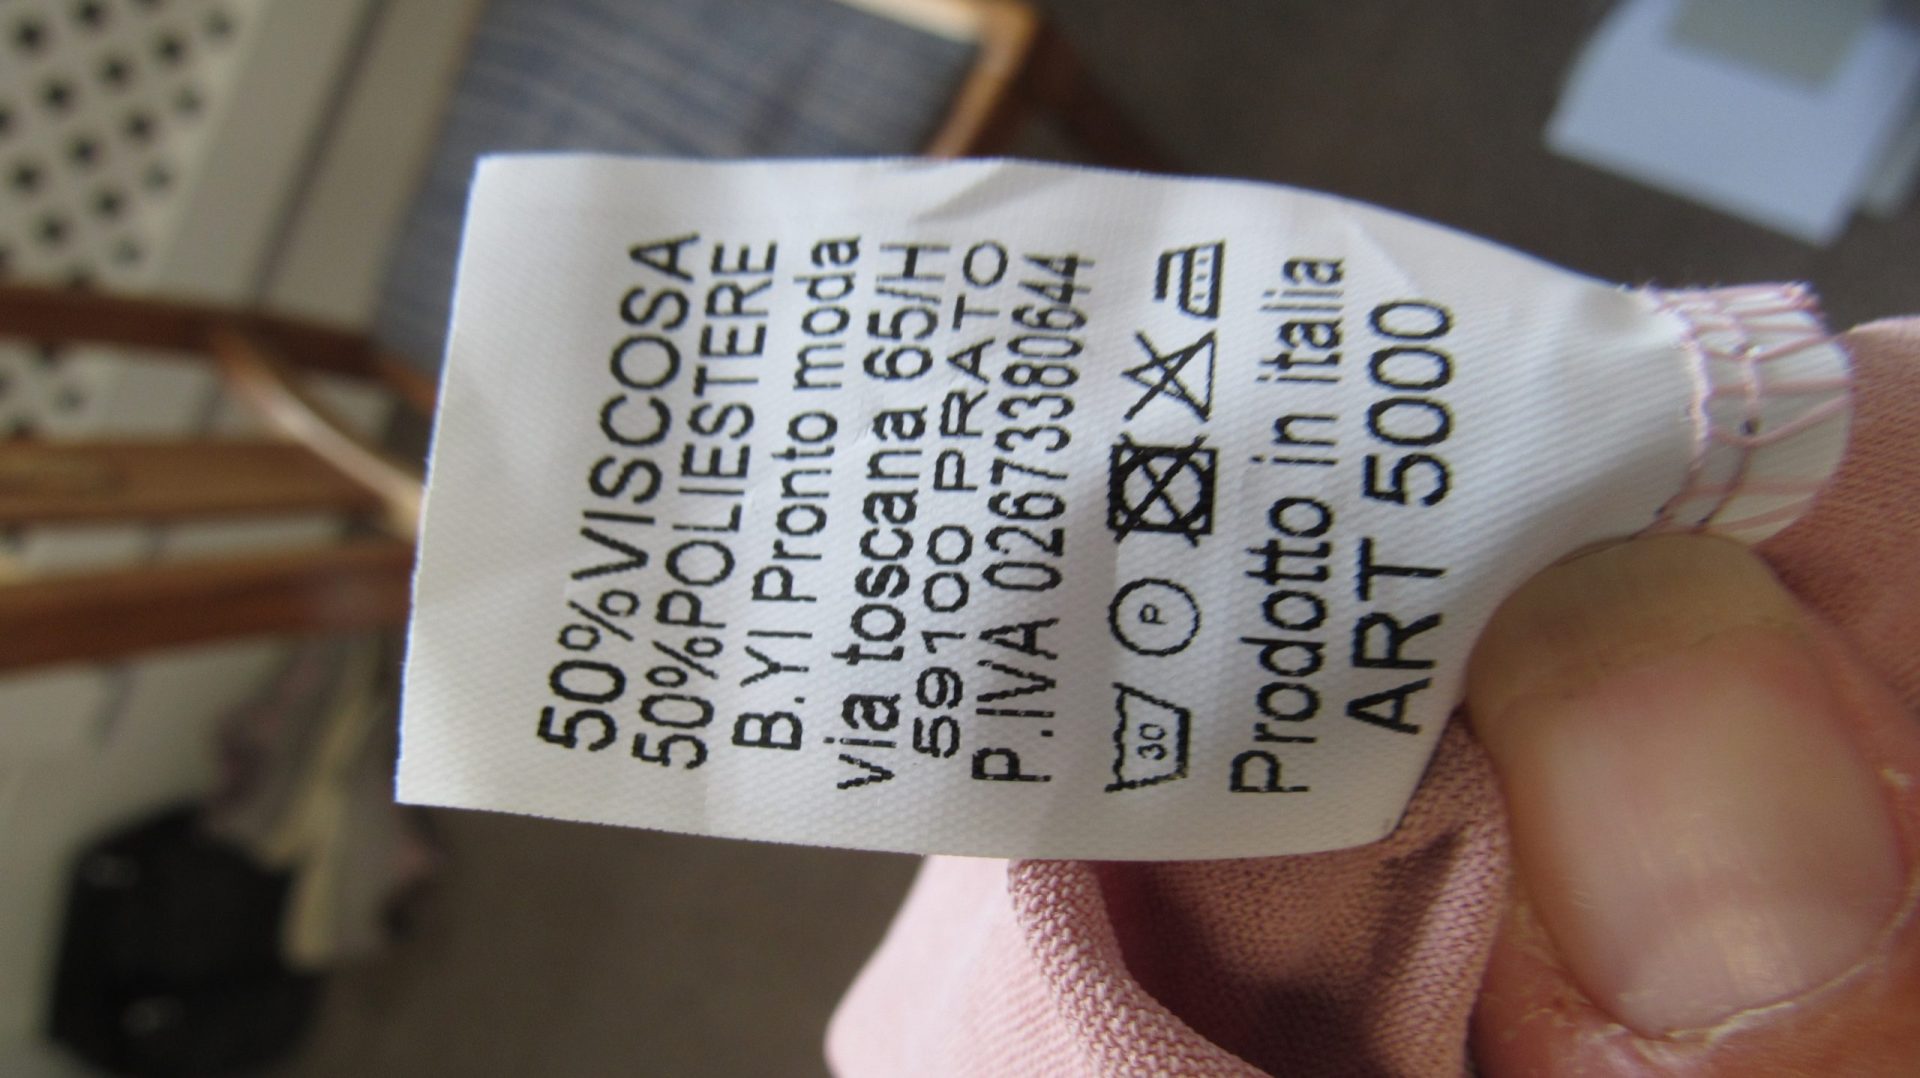 50%VISCOSA
50%POLIESTERE
B.YI Pronto moda
via toscana 65/H
59100 PRATO
P.IVA 02673380644
30 P
Prodotto in italia
ART 5000